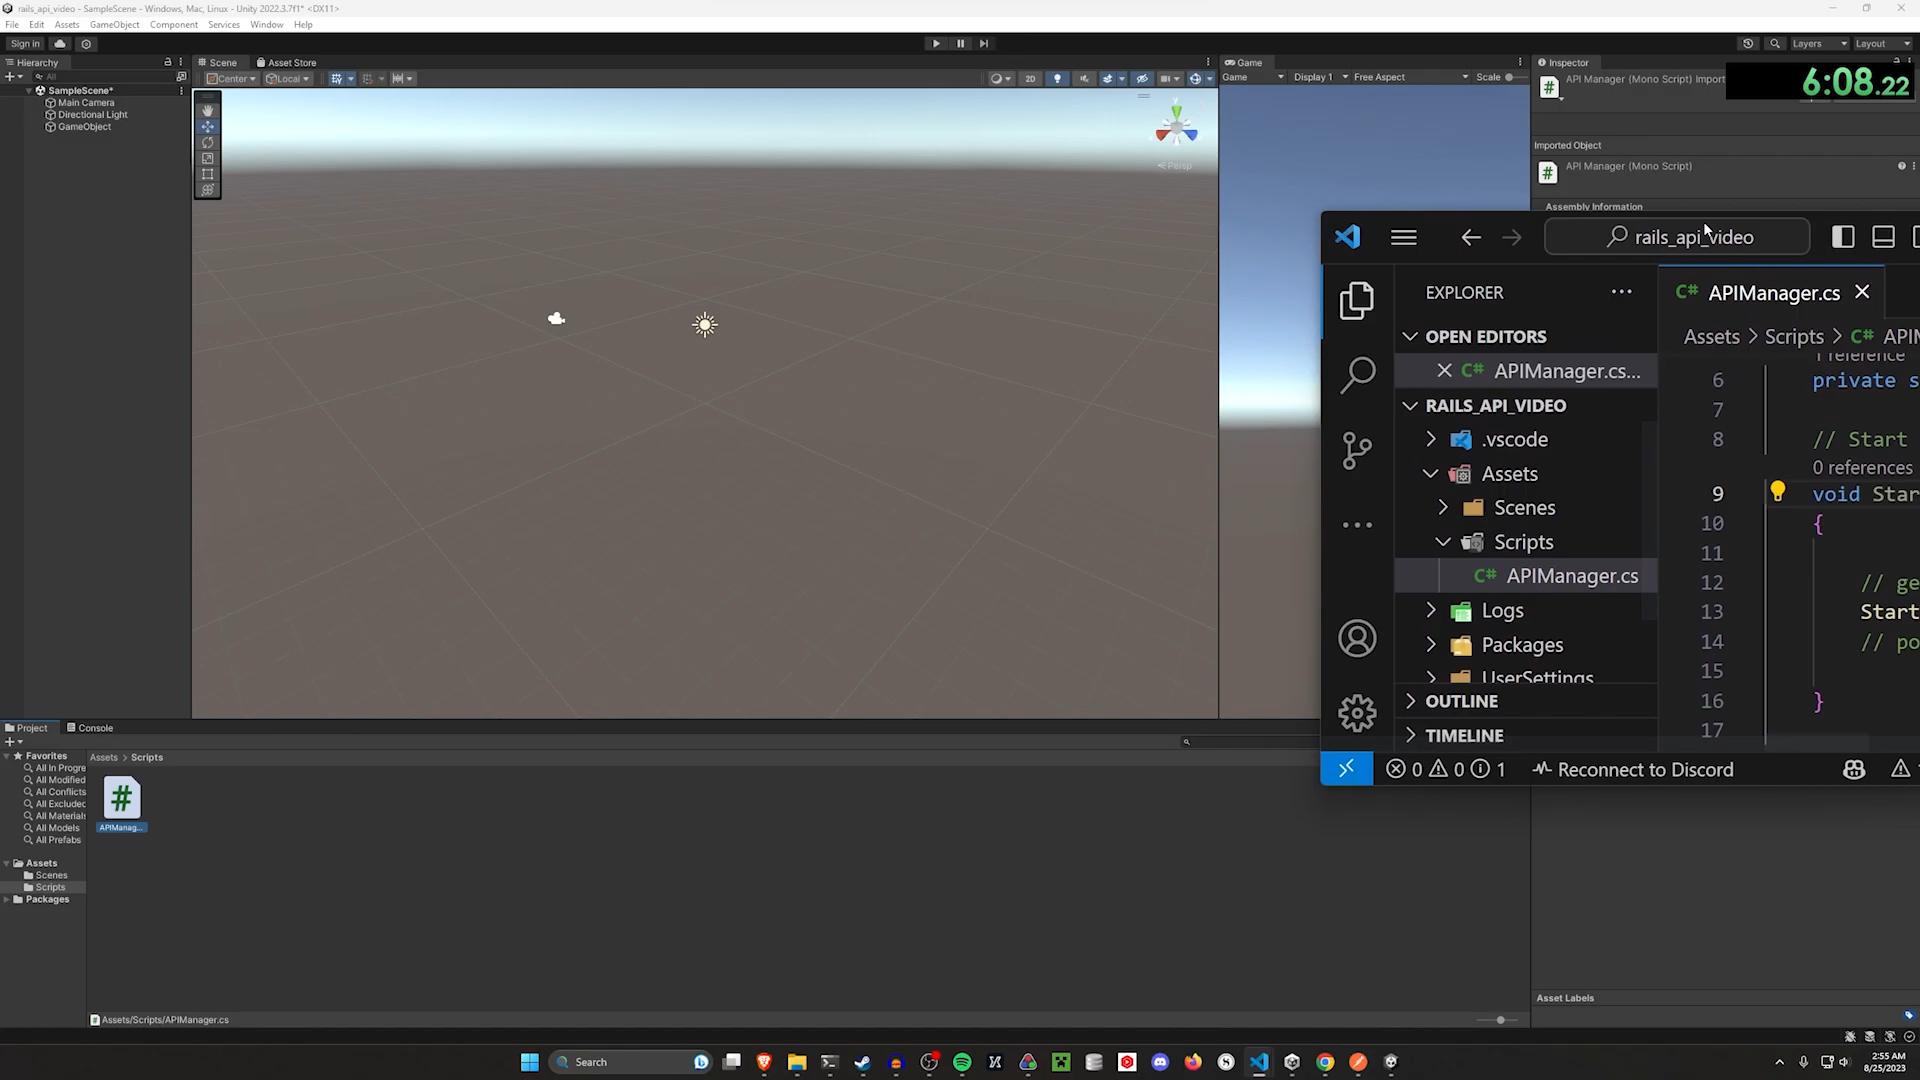 rails_api_video - SampleScene - Windows, Mac, Linux - Unity 2022.3.7f1* <DX11>
File Edit Assets GameObject Component Services Window Help
Sign in
Layers Layout
Hierarchy
All
SampleScene*
Main Camera
Directional Light
GameObject
Scene Asset Store
Center Local
2D
Persp
Game
Game Display 1 Free Aspect Scale
Inspector
API Manager (Mono Script) Import
6:08.22
Imported Object
API Manager (Mono Script)
Assembly Information
rails_api_video
EXPLORER
OPEN EDITORS
APIManager.cs...
RAILS_API_VIDEO
.vscode
Assets
Scenes
Scripts
APIManager.cs
Logs
Packages
UserSettings
OUTLINE
TIMELINE
APIManager.cs
Assets > Scripts > API
1 reference
6 private s
7
8 // Start
0 references
9 void Star
10 {
11
12 // ge
13 Start
14 // po
15
16 }
17
0 0 1 Reconnect to Discord
Project Console
Favorites
All In Progre
All Modified
All Conflicts
All Excluded
All Materials
All Models
All Prefabs
Assets
Scenes
Scripts
Packages
Assets > Scripts
APIManag...
Assets/Scripts/APIManager.cs
Asset Labels
Search
2:55 AM
8/25/2023